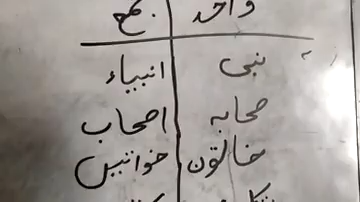 واحد جمع
نبی انبیاء
صحابہ اصحاب
خاتون خواتین